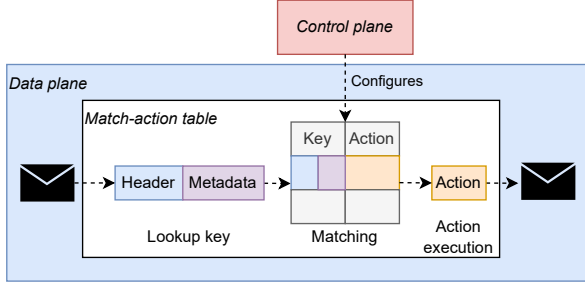 Control plane
Configures
Data plane
Match-action table
Key Action
Header Metadata
Action
Lookup key
Matching
Action
execution